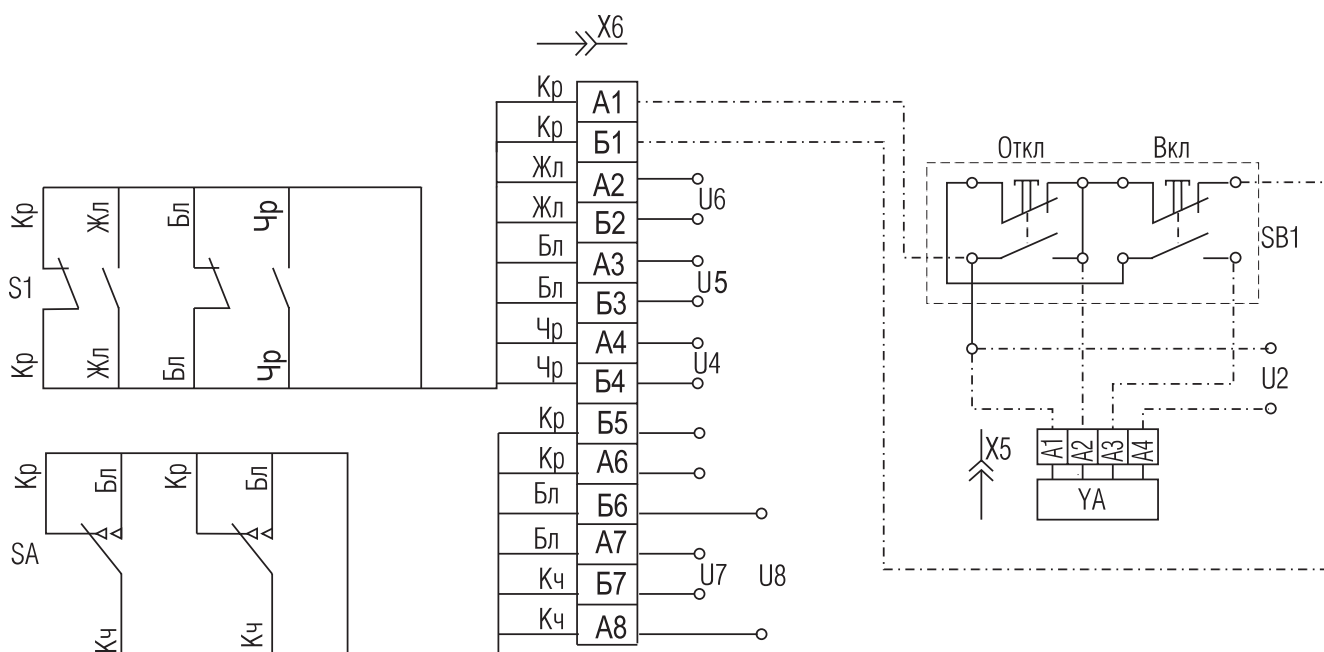 X6
Кр А1
Кр Б1
Жл А2
Жл Б2
U6
Бл А3
Бл Б3
U5
Чр А4
Чр Б4
U4
Кр Б5
Кр А6
Бл Б6
Бл А7
Кч Б7
U7
U8
Кч А8
Кр Жл Бл Чр
S1
Кр Жл Бл Чр
Кр Бл Кр Бл
SA
Кч Кч
Откл Вкл
SB1
U2
X5
А1 А2 А3 А4
YA